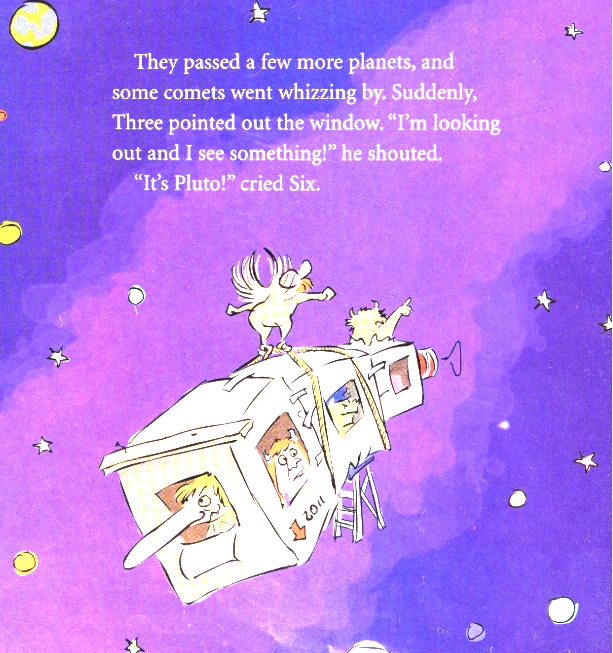 They passed a few more planets, and
some comets went whizzing by. Suddenly,
Three pointed out the window. “I’m looking
out and I see something!” he shouted.
“It’s Pluto!” cried Six.
2011